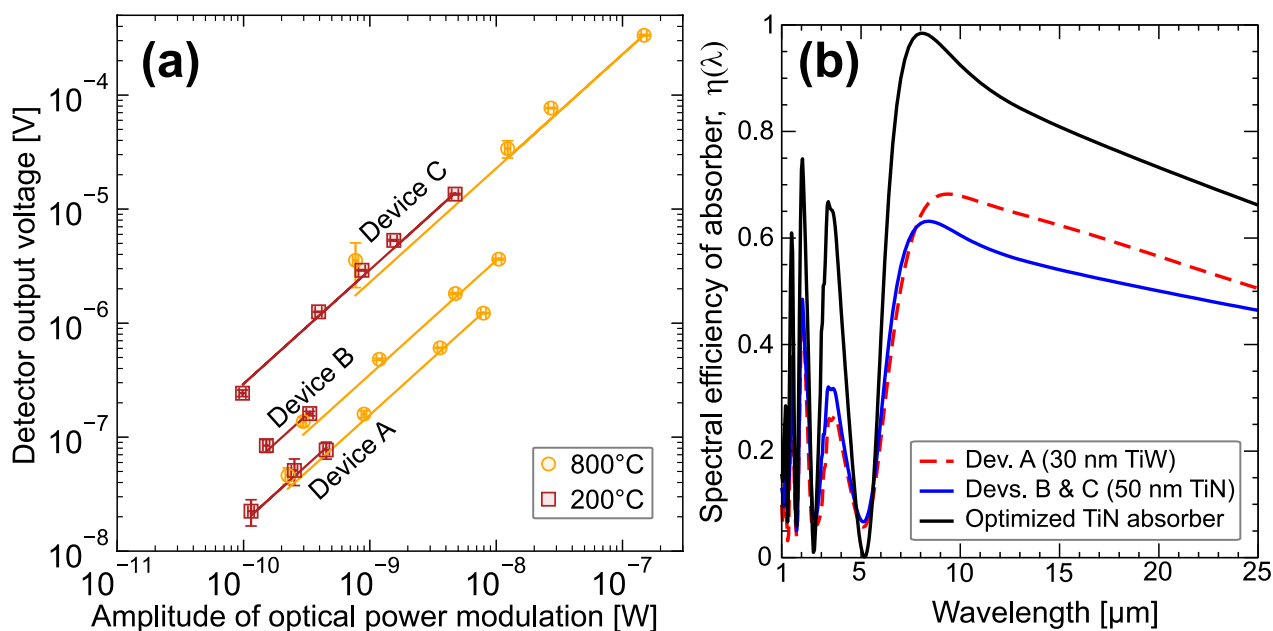 (a)
Detector output voltage [V]
10⁻⁴
10⁻⁵
10⁻⁶
10⁻⁷
10⁻⁸
Device C
Device B
Device A
800°C
200°C
10⁻¹¹
10⁻¹⁰
10⁻⁹
10⁻⁸
10⁻⁷
Amplitude of optical power modulation [W]
(b)
Spectral efficiency of absorber, η(λ)
1
0.8
0.6
0.4
0.2
0
Dev. A (30 nm TiW)
Devs. B & C (50 nm TiN)
Optimized TiN absorber
1
5
10
15
20
25
Wavelength [µm]